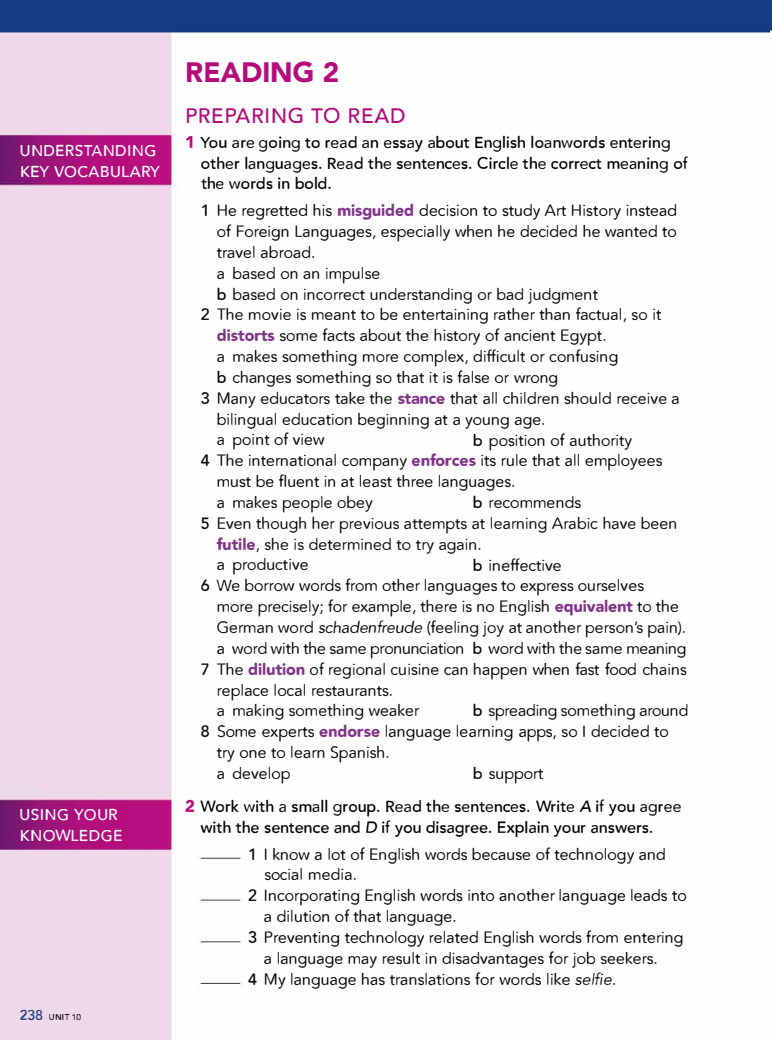 READING 2
PREPARING TO READ
UNDERSTANDING
KEY VOCABULARY
1 You are going to read an essay about English loanwords entering
other languages. Read the sentences. Circle the correct meaning of
the words in bold.
1 He regretted his misguided decision to study Art History instead
of Foreign Languages, especially when he decided he wanted to
travel abroad.
a based on an impulse
b based on incorrect understanding or bad judgment
2 The movie is meant to be entertaining rather than factual, so it
distorts some facts about the history of ancient Egypt.
a makes something more complex, difficult or confusing
b changes something so that it is false or wrong
3 Many educators take the stance that all children should receive a
bilingual education beginning at a young age.
a point of view b position of authority
4 The international company enforces its rule that all employees
must be fluent in at least three languages.
a makes people obey b recommends
5 Even though her previous attempts at learning Arabic have been
futile, she is determined to try again.
a productive b ineffective
6 We borrow words from other languages to express ourselves
more precisely; for example, there is no English equivalent to the
German word schadenfreude (feeling joy at another person's pain).
a word with the same pronunciation b word with the same meaning
7 The dilution of regional cuisine can happen when fast food chains
replace local restaurants.
a making something weaker b spreading something around
8 Some experts endorse language learning apps, so I decided to
try one to learn Spanish.
a develop b support
USING YOUR
KNOWLEDGE
2 Work with a small group. Read the sentences. Write A if you agree
with the sentence and D if you disagree. Explain your answers.
_____ 1 I know a lot of English words because of technology and
social media.
_____ 2 Incorporating English words into another language leads to
a dilution of that language.
_____ 3 Preventing technology related English words from entering
a language may result in disadvantages for job seekers.
_____ 4 My language has translations for words like selfie.
238 UNIT 10